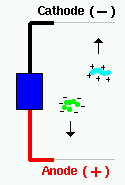 Cathode (−)
Anode (+)